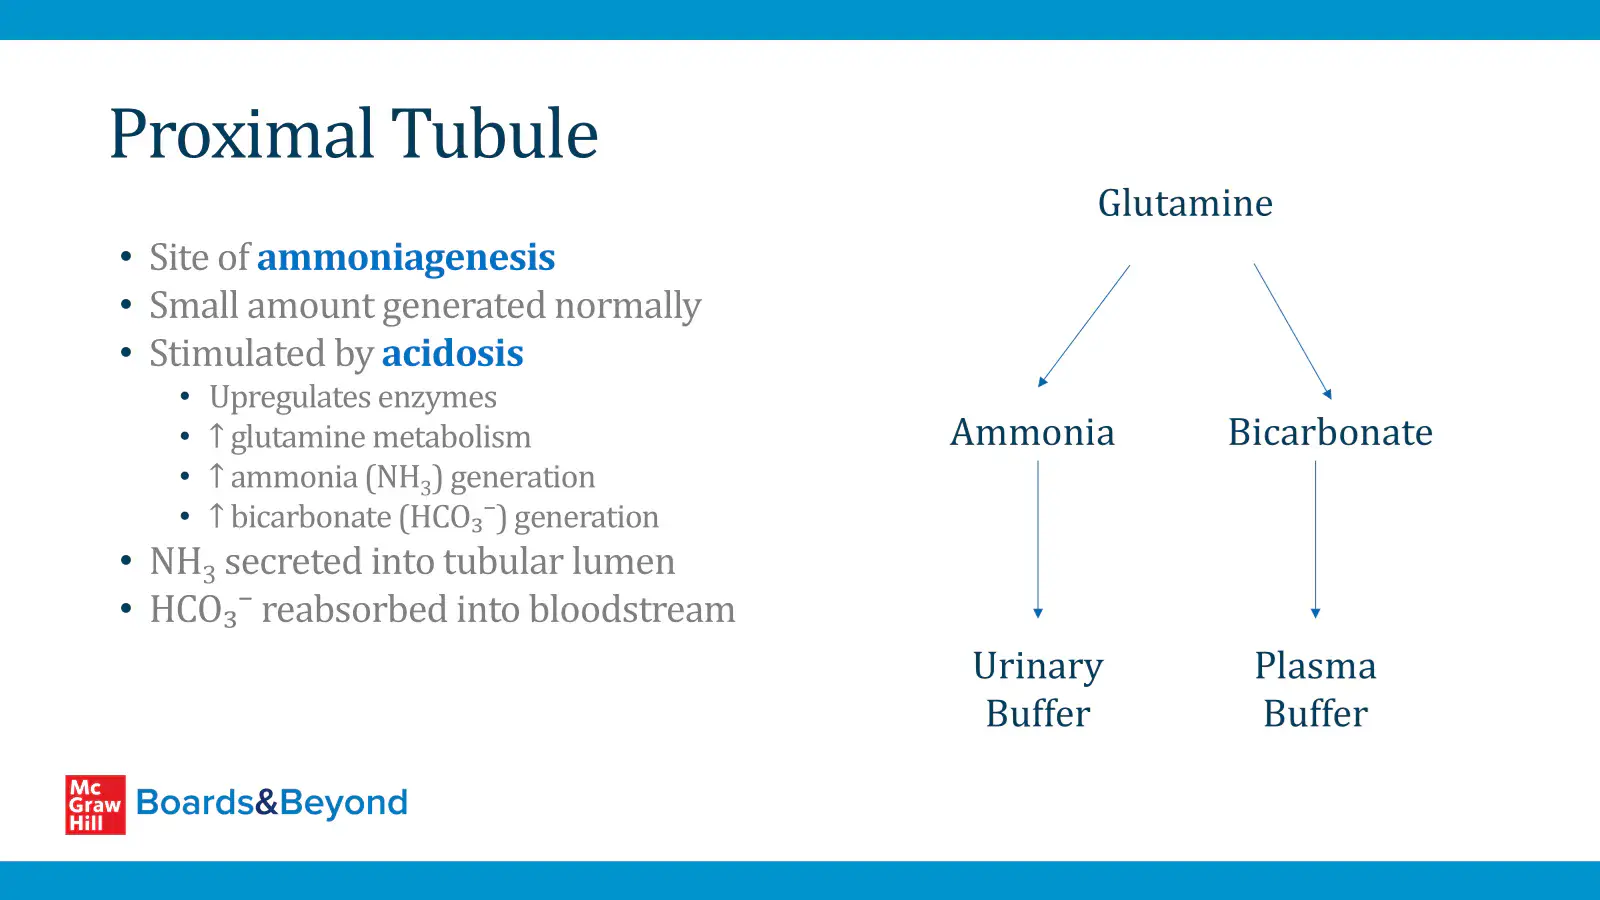 Proximal Tubule
• Site of ammoniagenesis
• Small amount generated normally
• Stimulated by acidosis
• Upregulates enzymes
• ↑ glutamine metabolism
• ↑ ammonia (NH₃) generation
• ↑ bicarbonate (HCO₃⁻) generation
• NH₃ secreted into tubular lumen
• HCO₃⁻ reabsorbed into bloodstream
Glutamine
Ammonia
Bicarbonate
Urinary
Buffer
Plasma
Buffer
Mc
Graw
Hill
Boards&Beyond